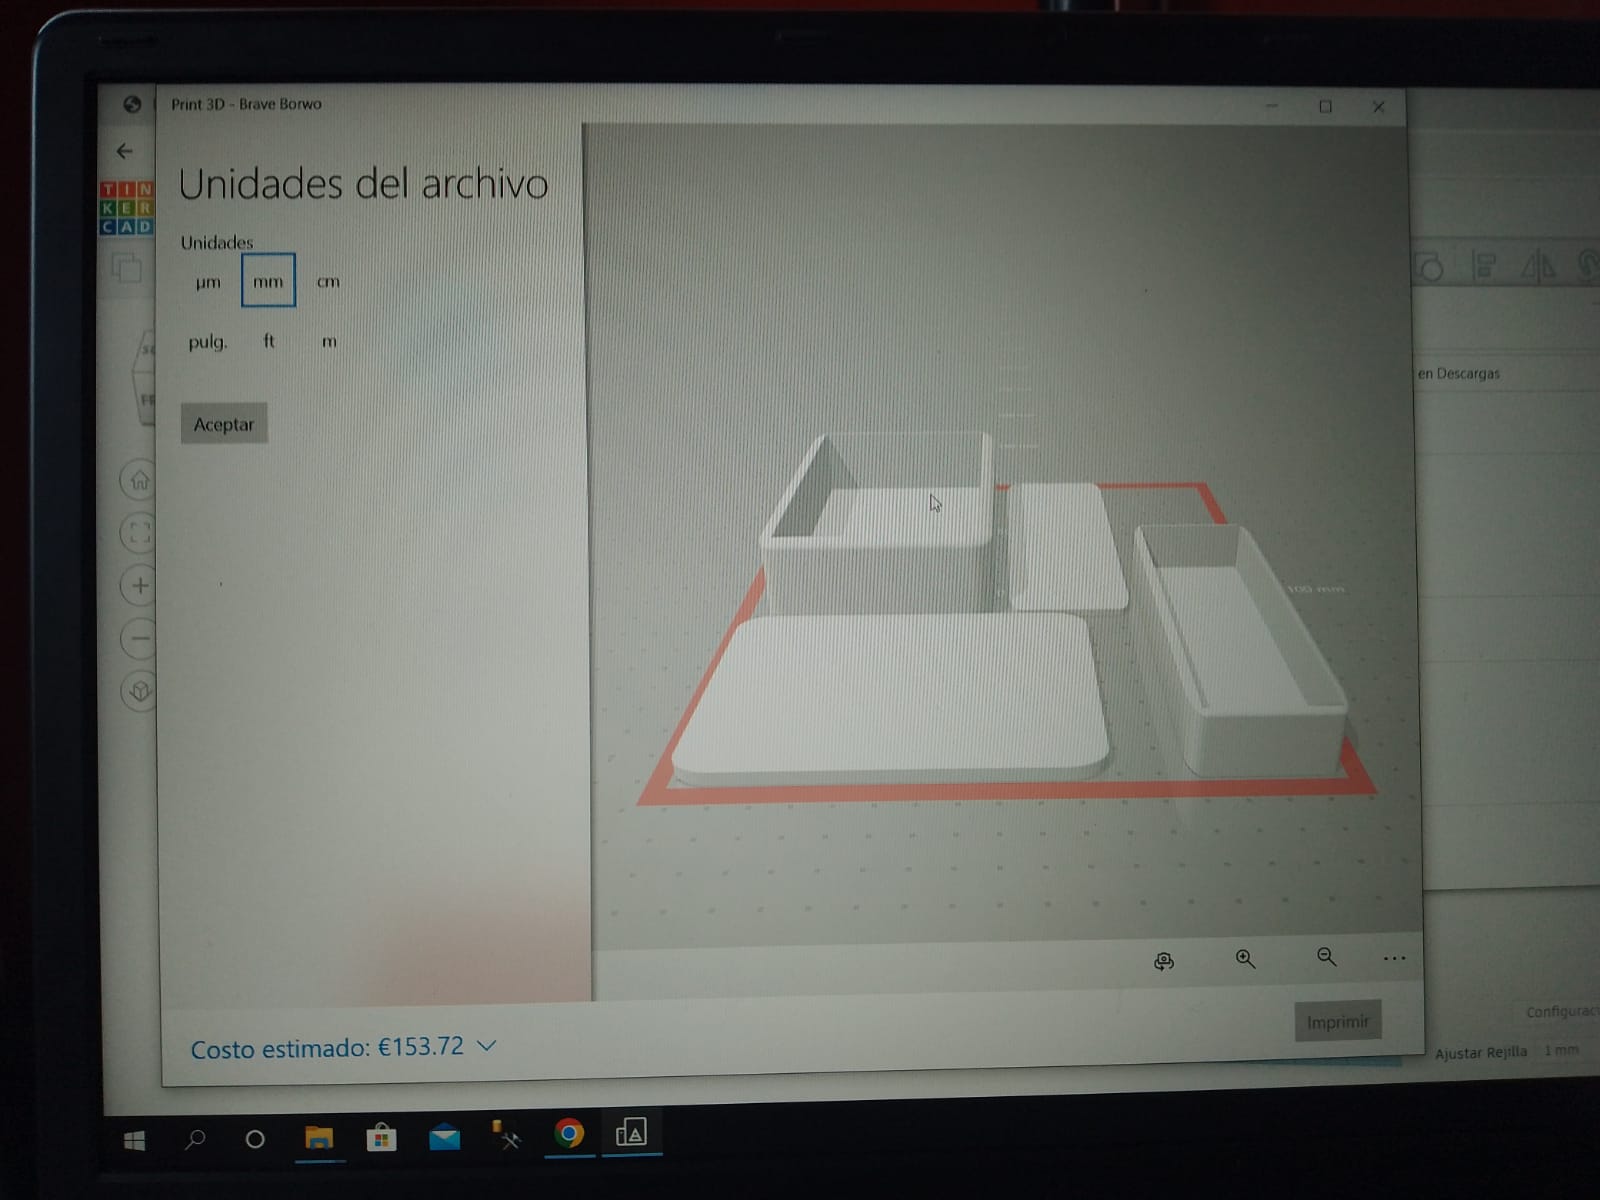 Print 3D - Brave Borwo
TIN
KER
CAD
Unidades del archivo
Unidades
µm mm cm
pulg. ft m
Aceptar
en Descargas
100 mm
Costo estimado: €153.72
Imprimir
Ajustar Rejilla 1 mm